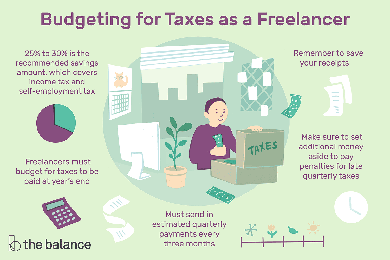 Budgeting for Taxes as a Freelancer
25% to 30% is the
recommended savings
amount, which covers
income tax and
self-employment tax
Remember to save
your receipts
TAXES
Freelancers must
budget for taxes to be
paid at year's end
Make sure to set
additional money
aside to pay
penalties for late
quarterly taxes
Must send in
estimated quarterly
payments every
three months
the balance